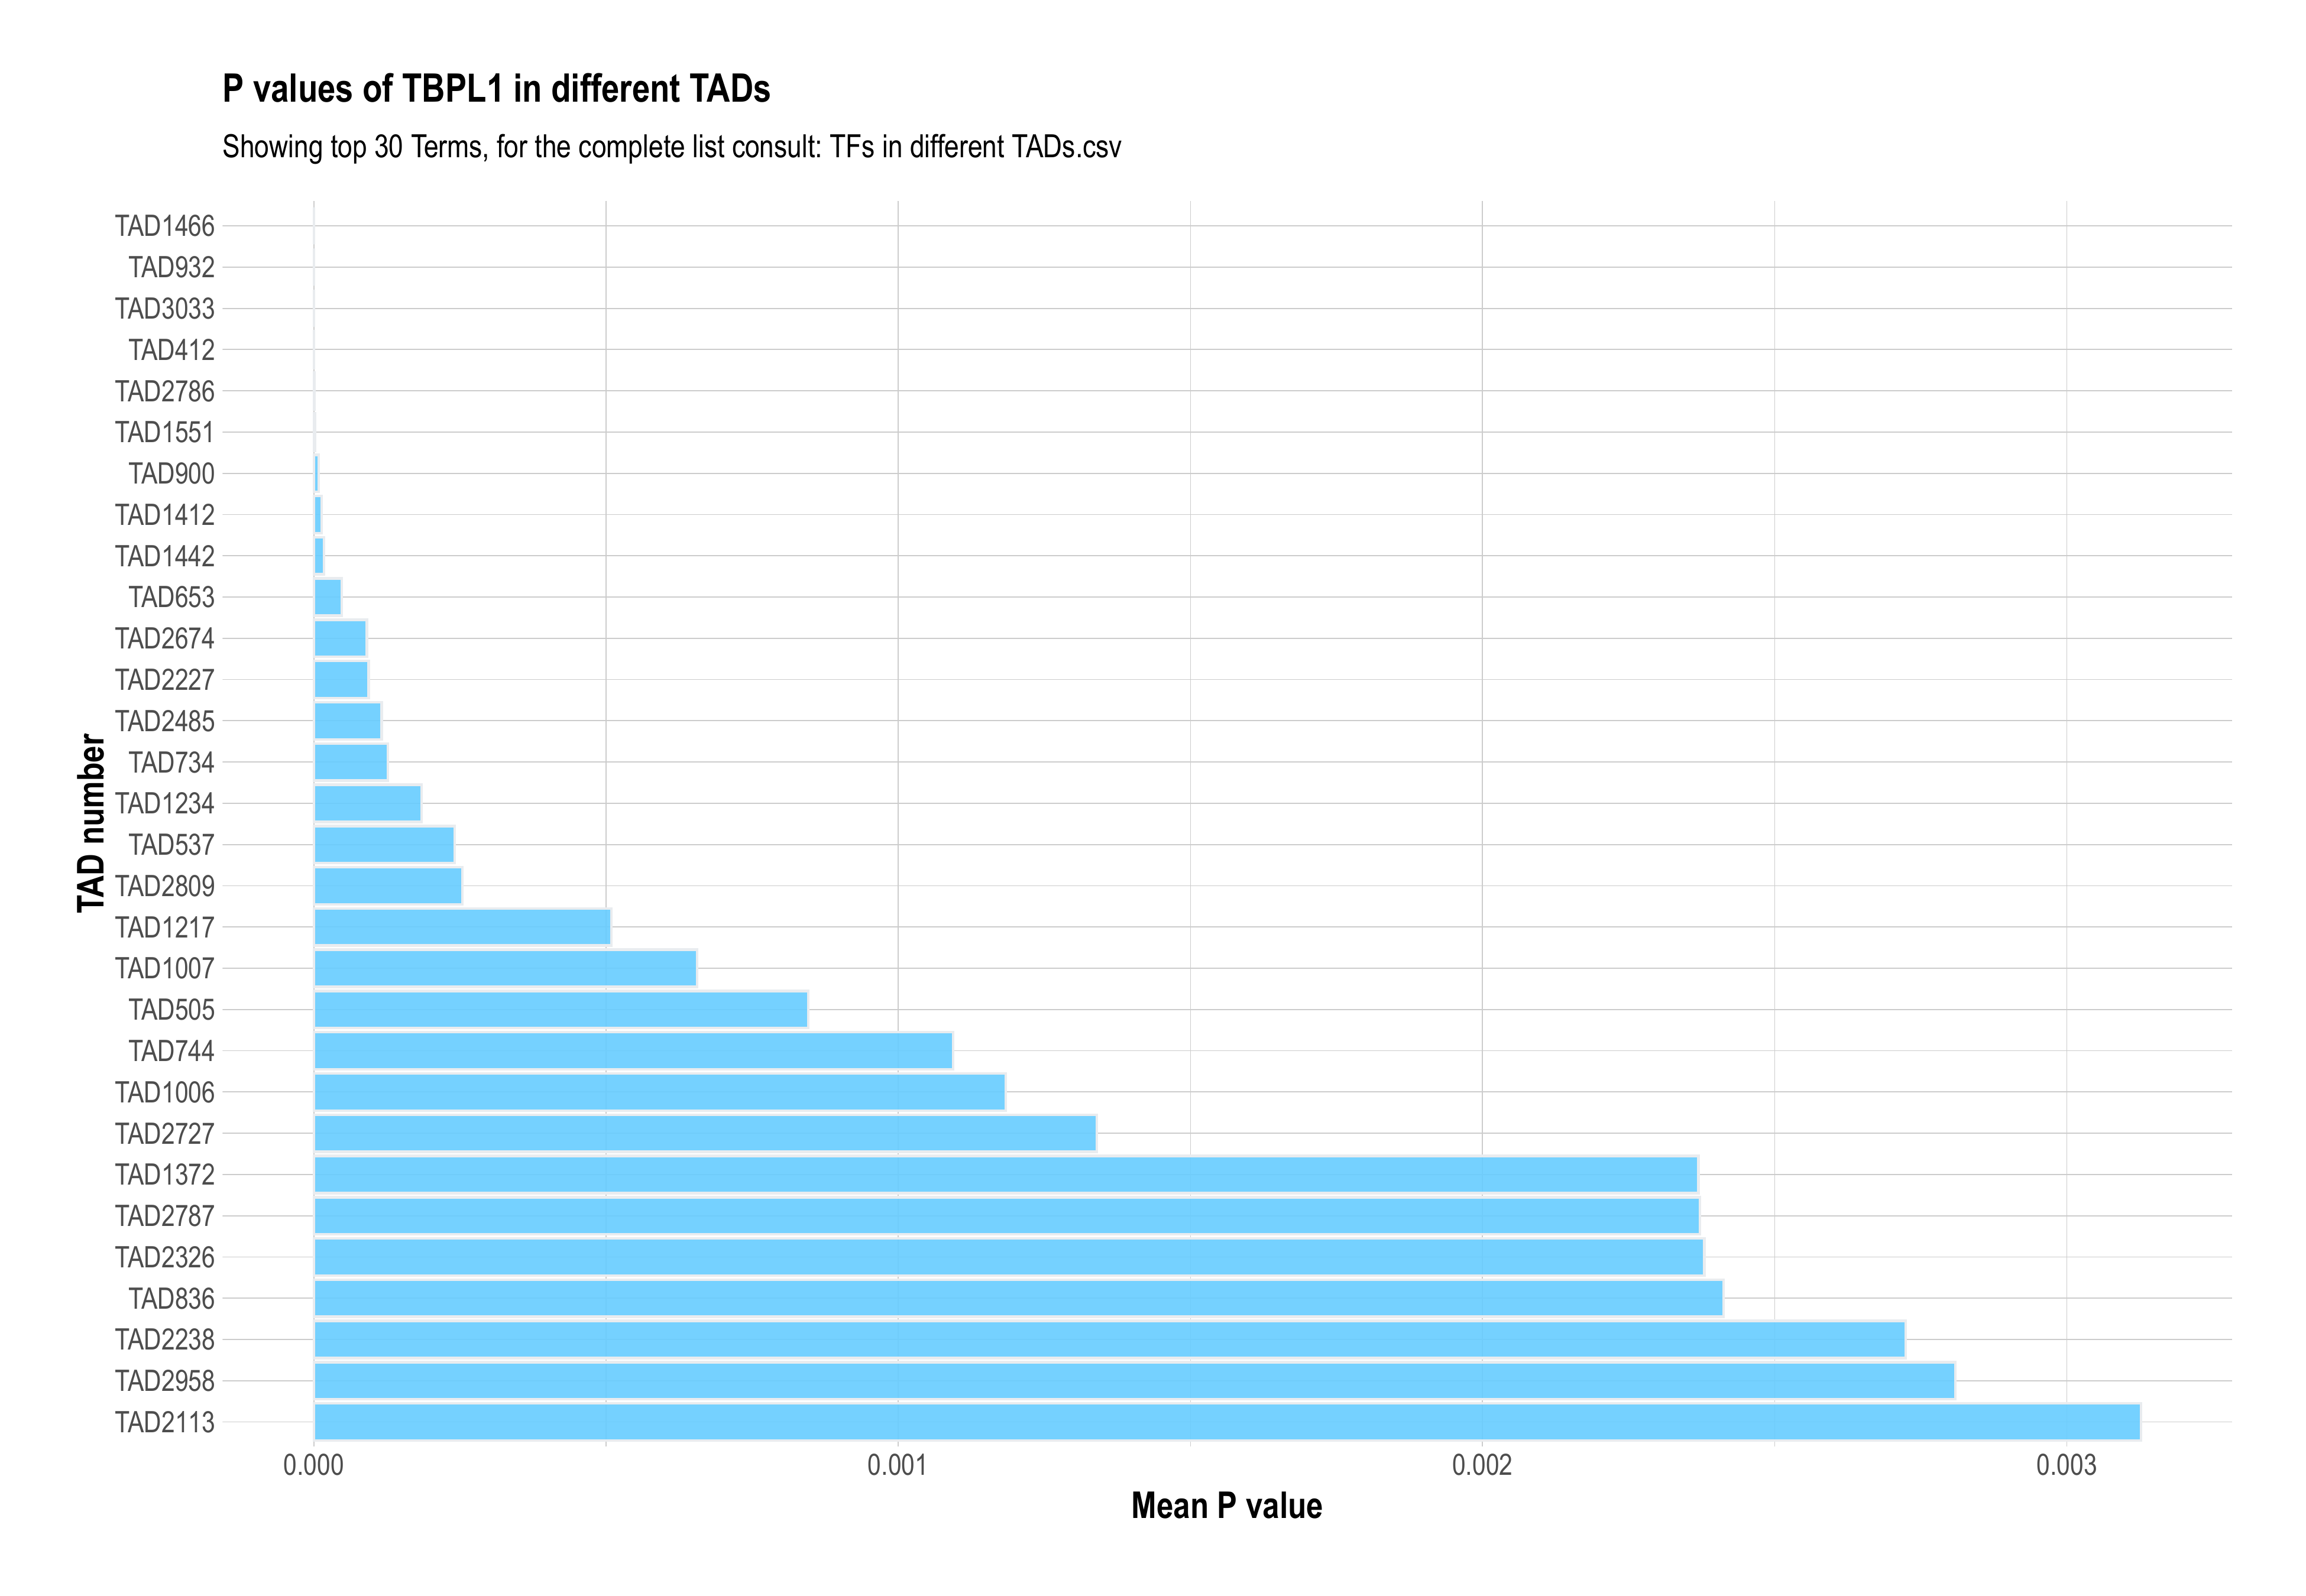 P values of TBPL1 in different TADs
Showing top 30 Terms, for the complete list consult: TFs in different TADs.csv
TAD number
TAD1466
TAD932
TAD3033
TAD412
TAD2786
TAD1551
TAD900
TAD1412
TAD1442
TAD653
TAD2674
TAD2227
TAD2485
TAD734
TAD1234
TAD537
TAD2809
TAD1217
TAD1007
TAD505
TAD744
TAD1006
TAD2727
TAD1372
TAD2787
TAD2326
TAD836
TAD2238
TAD2958
TAD2113
0.000 0.001 0.002 0.003
Mean P value